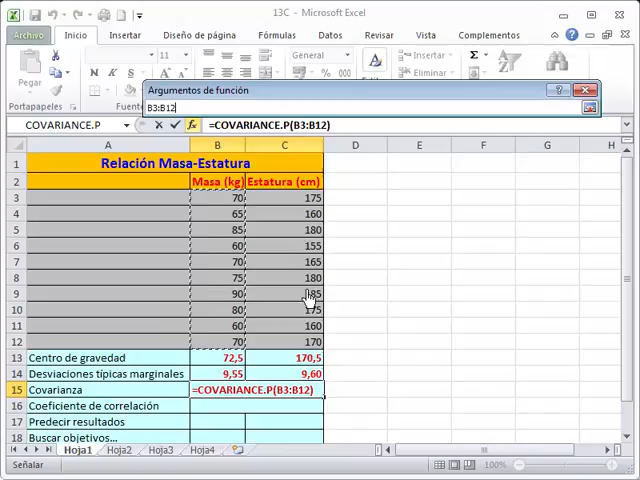 13C - Microsoft Excel
Archivo Inicio Insertar Diseño de página Fórmulas Datos Revisar Vista Complementos
Pegar
11
N
General
Estilos
Insertar
Eliminar
Portapapeles
Argumentos de función
B3:B12
COVARIANCE.P =COVARIANCE.P(B3:B12)
A B C D E F G H
1 Relación Masa-Estatura
2 Masa (kg) Estatura (cm)
3 70 175
4 65 160
5 85 180
6 60 155
7 70 165
8 75 180
9 90 185
10 80 175
11 60 160
12 70 170
13 Centro de gravedad 72,5 170,5
14 Desviaciones típicas marginales 9,55 9,60
15 Covarianza =COVARIANCE.P(B3:B12)
16 Coeficiente de correlación
17 Predecir resultados
18 Buscar objetivos...
Hoja1 Hoja2 Hoja3 Hoja4
Señalar 100%